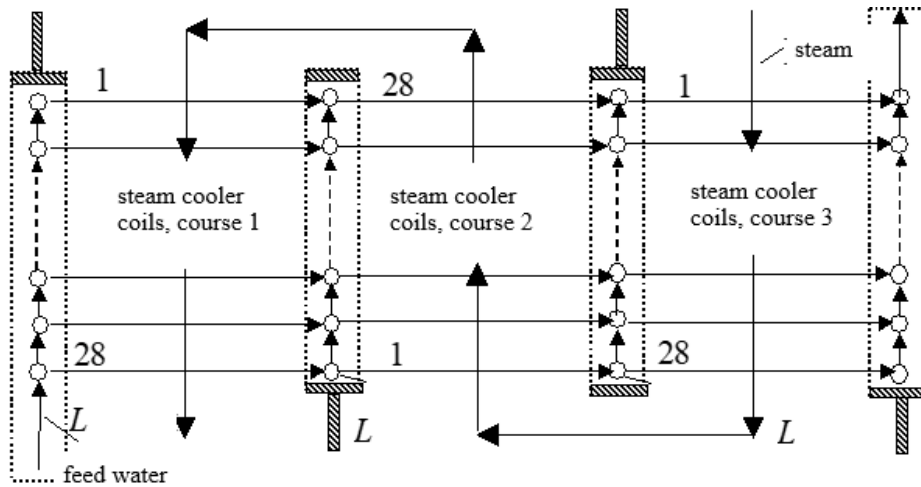 1
28
1
steam
steam cooler
coils, course 1
steam cooler
coils, course 2
steam cooler
coils, course 3
28
1
28
L
L
L
feed water